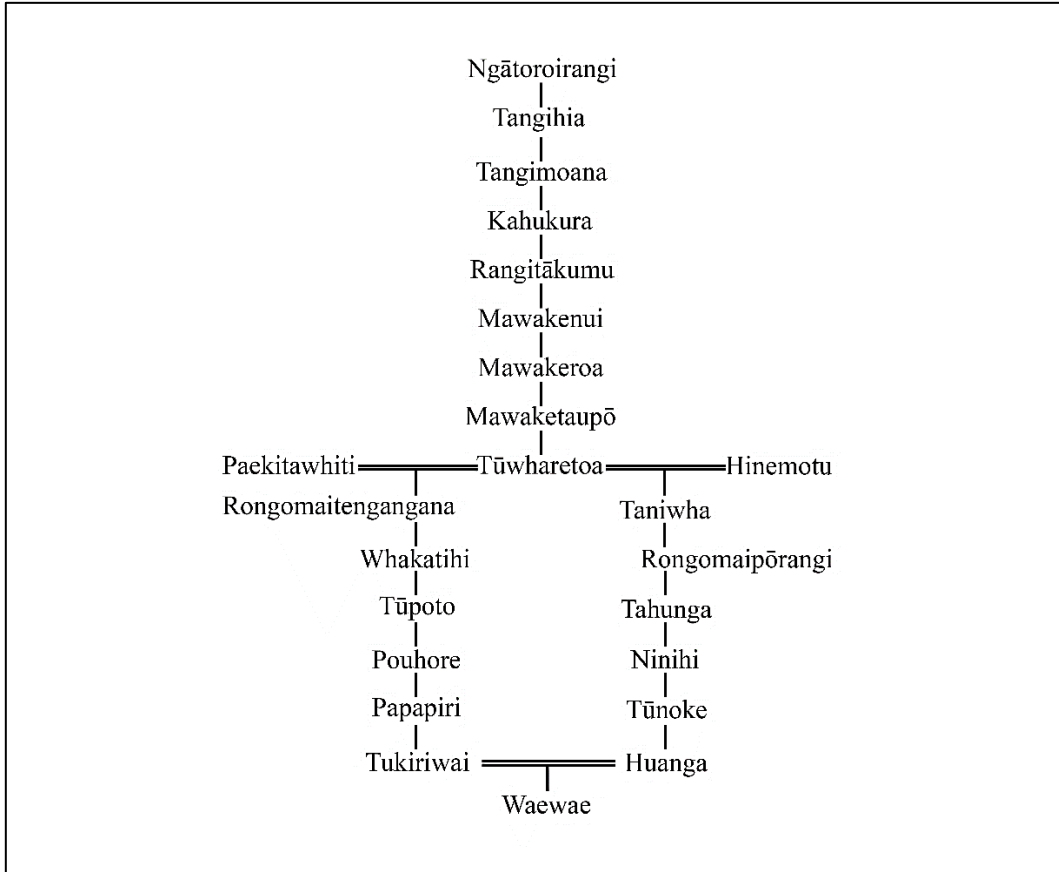 Ngātoroirangi
Tangihia
Tangimoana
Kahukura
Rangitākumu
Mawakenui
Mawakeroa
Mawaketaupō
Paekitawhiti Tūwharetoa Hinemotu
Rongomaitengangana Taniwha
Whakatihi Rongomaipōrangi
Tūpoto Tahunga
Pouhore Ninihi
Papapiri Tūnoke
Tukiriwai Huanga
Waewae